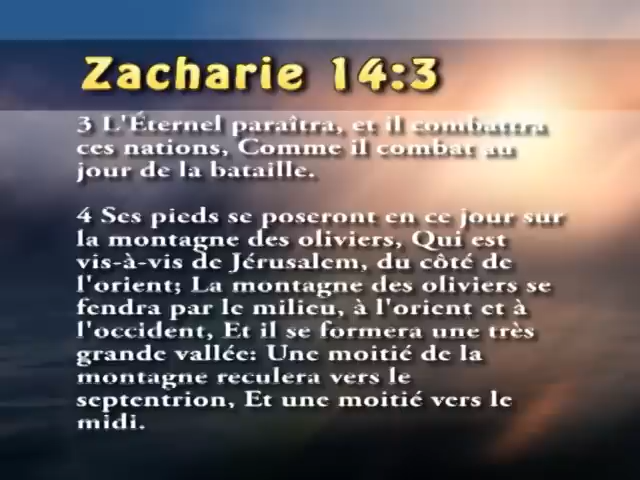 Zacharie 14:3
3 L'Éternel paraîtra, et il combattra
ces nations, Comme il combat au
jour de la bataille.
4 Ses pieds se poseront en ce jour sur
la montagne des oliviers, Qui est
vis-à-vis de Jérusalem, du côté de
l'orient; La montagne des oliviers se
fendra par le milieu, à l'orient et à
l'occident, Et il se formera une très
grande vallée: Une moitié de la
montagne reculera vers le
septentrion, Et une moitié vers le
midi.